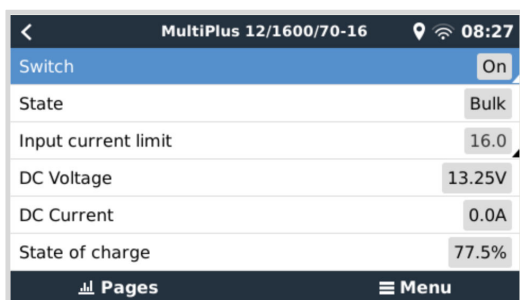 MultiPlus 12/1600/70-16 08:27
Switch On
State Bulk
Input current limit 16.0
DC Voltage 13.25V
DC Current 0.0A
State of charge 77.5%
Pages Menu